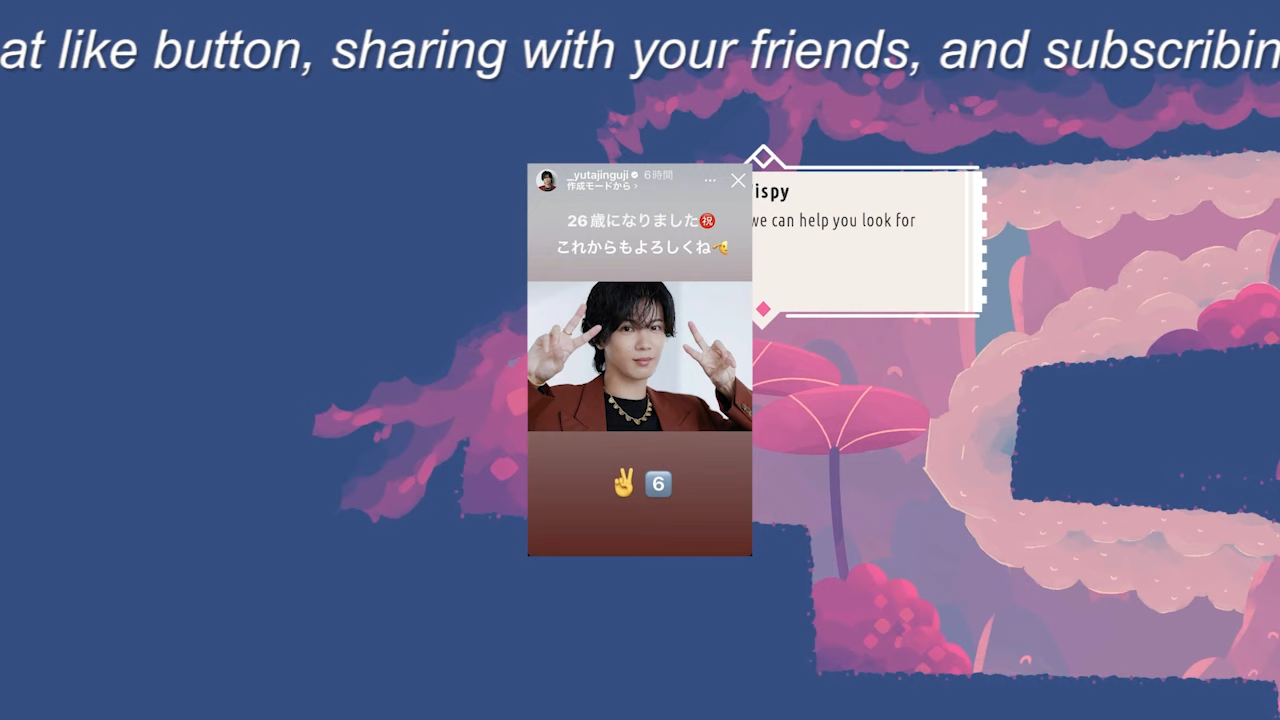 at like button, sharing with your friends, and subscribin
_yutajinguji 6時間
作成モードから
26歳になりました㊗️
これからもよろしくね🫡
✌️6️⃣
ispy
we can help you look for